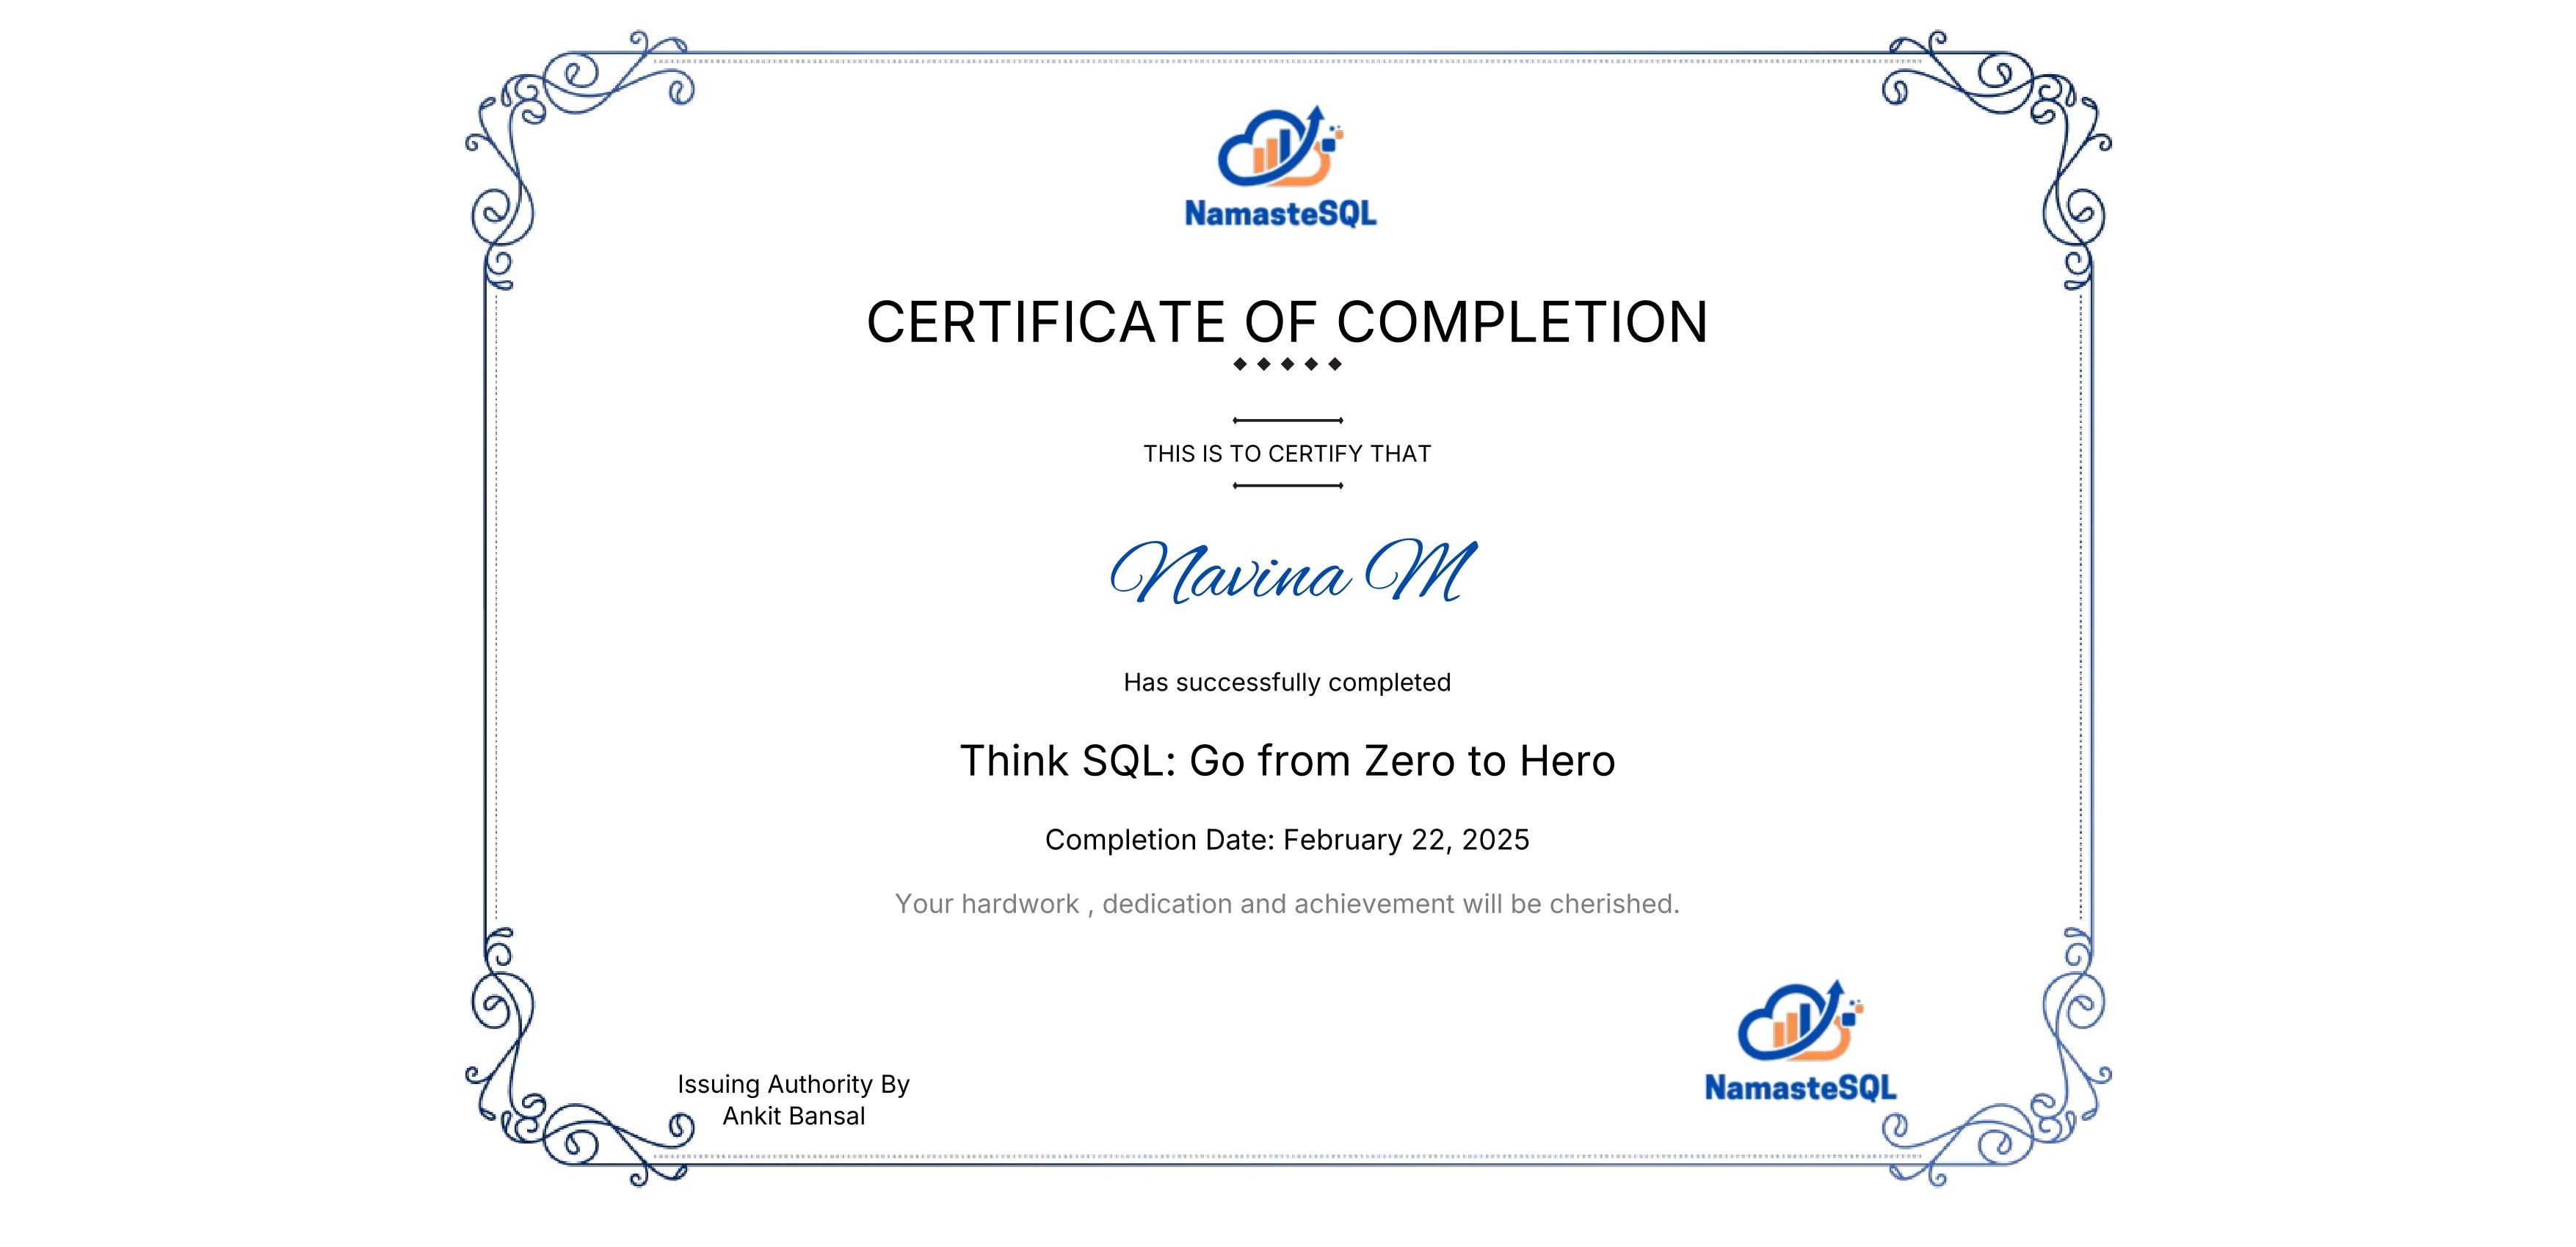 NamasteSQL
CERTIFICATE OF COMPLETION
THIS IS TO CERTIFY THAT
Navina M
Has successfully completed
Think SQL: Go from Zero to Hero
Completion Date: February 22, 2025
Your hardwork , dedication and achievement will be cherished.
NamasteSQL
Issuing Authority By
Ankit Bansal